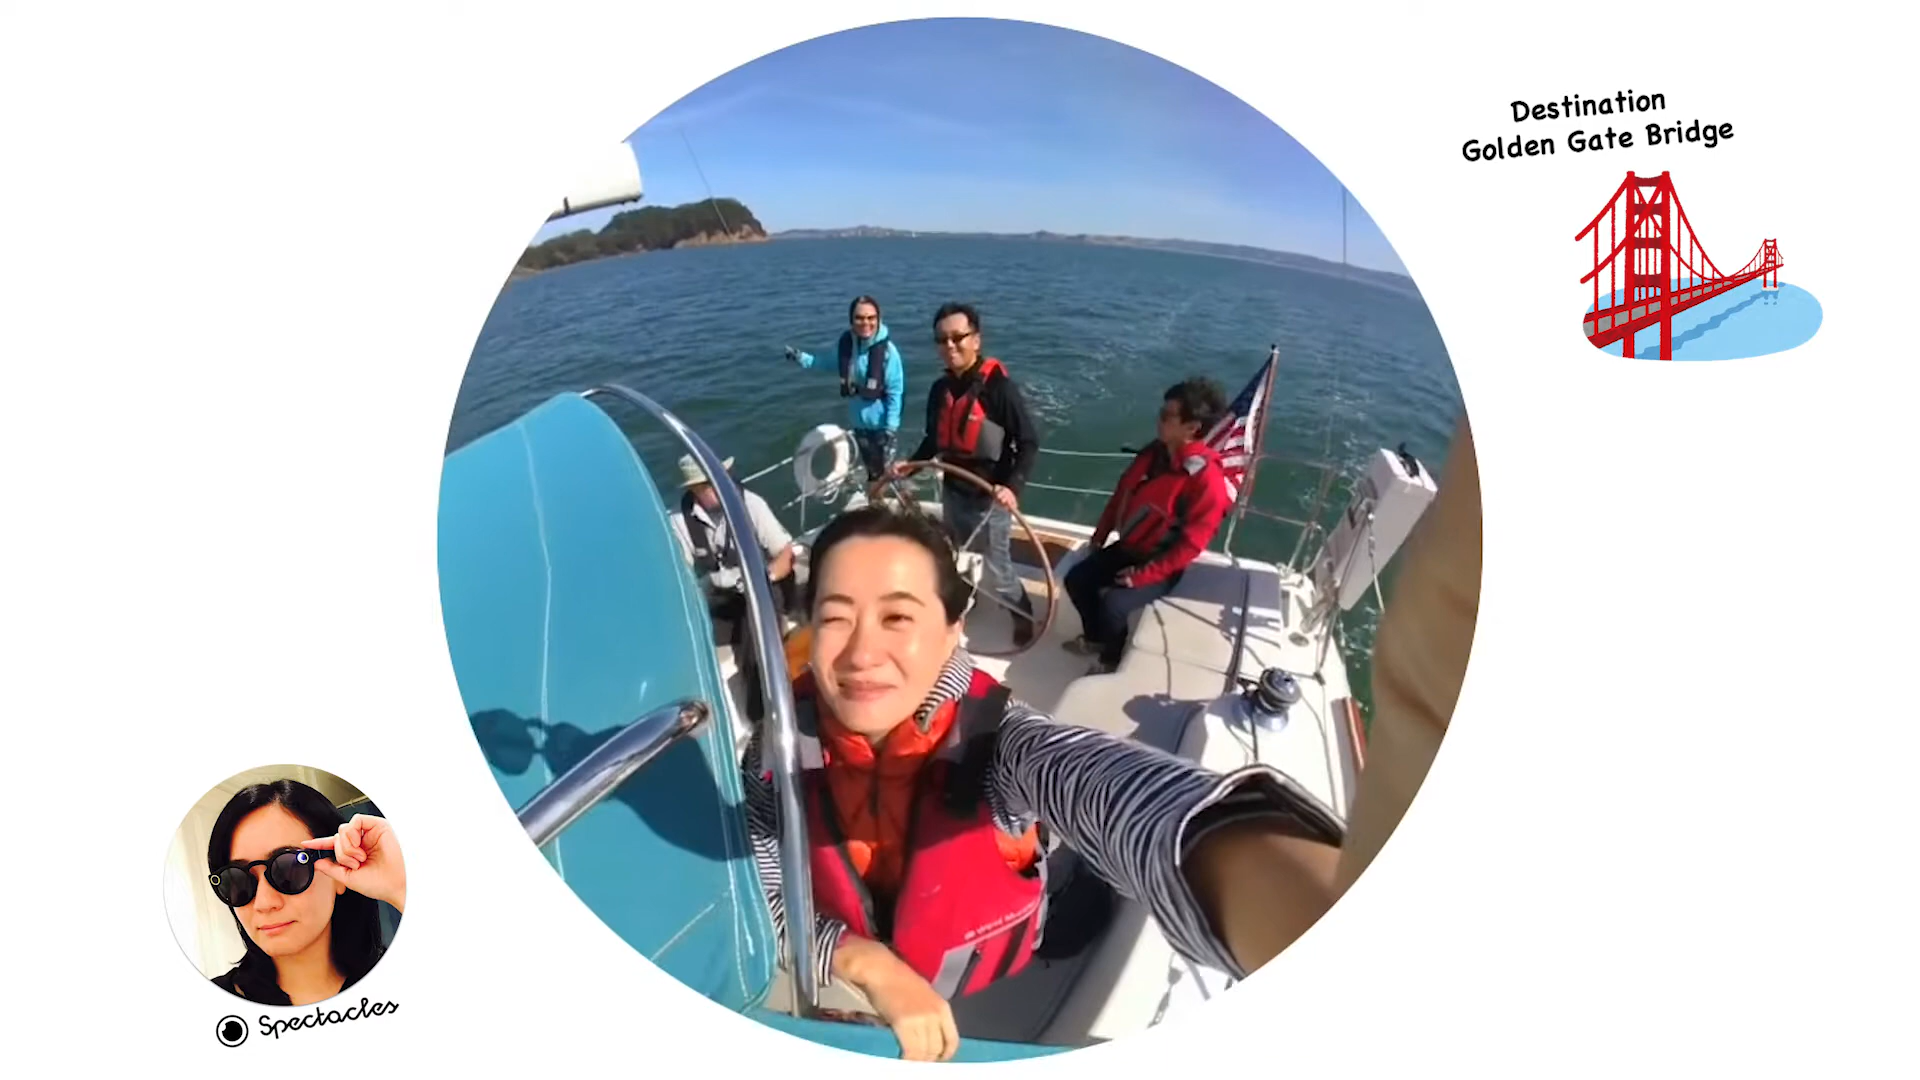 Destination
Golden Gate Bridge
Spectacles